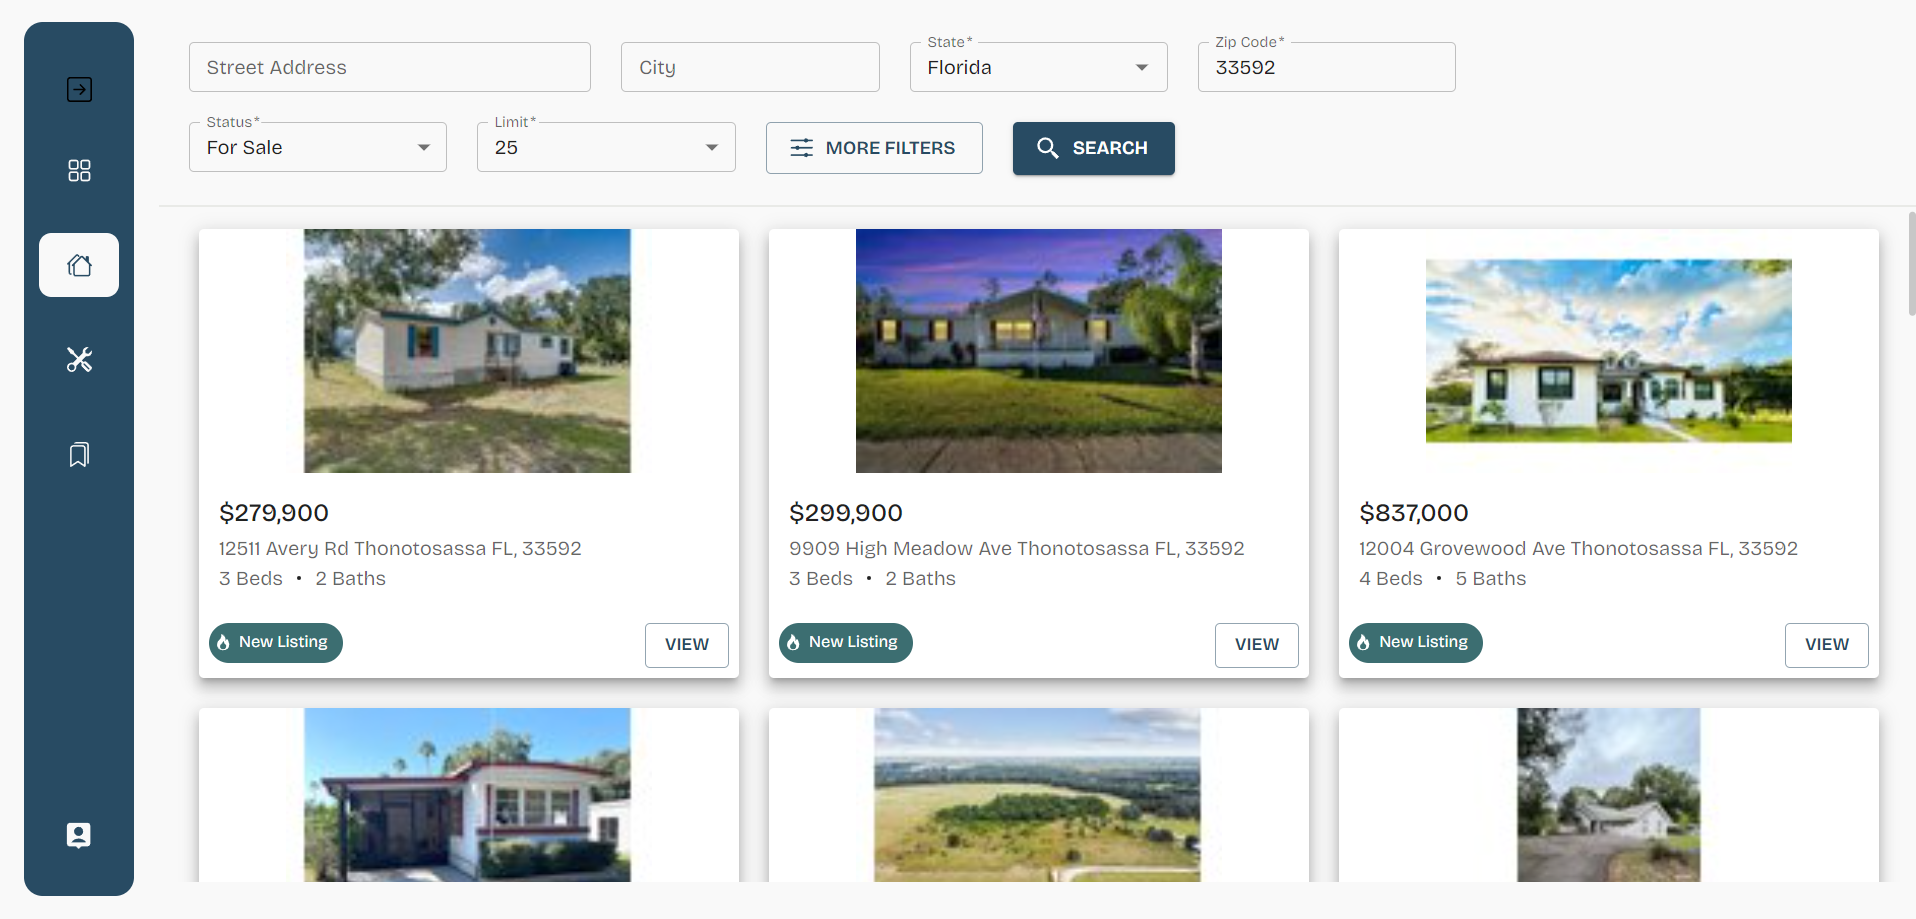 Street Address
City
State*
Florida
Zip Code*
33592
Status*
For Sale
Limit*
25
MORE FILTERS
SEARCH
$279,900
12511 Avery Rd Thonotosassa FL, 33592
3 Beds • 2 Baths
New Listing
VIEW
$299,900
9909 High Meadow Ave Thonotosassa FL, 33592
3 Beds • 2 Baths
New Listing
VIEW
$837,000
12004 Grovewood Ave Thonotosassa FL, 33592
4 Beds • 5 Baths
New Listing
VIEW